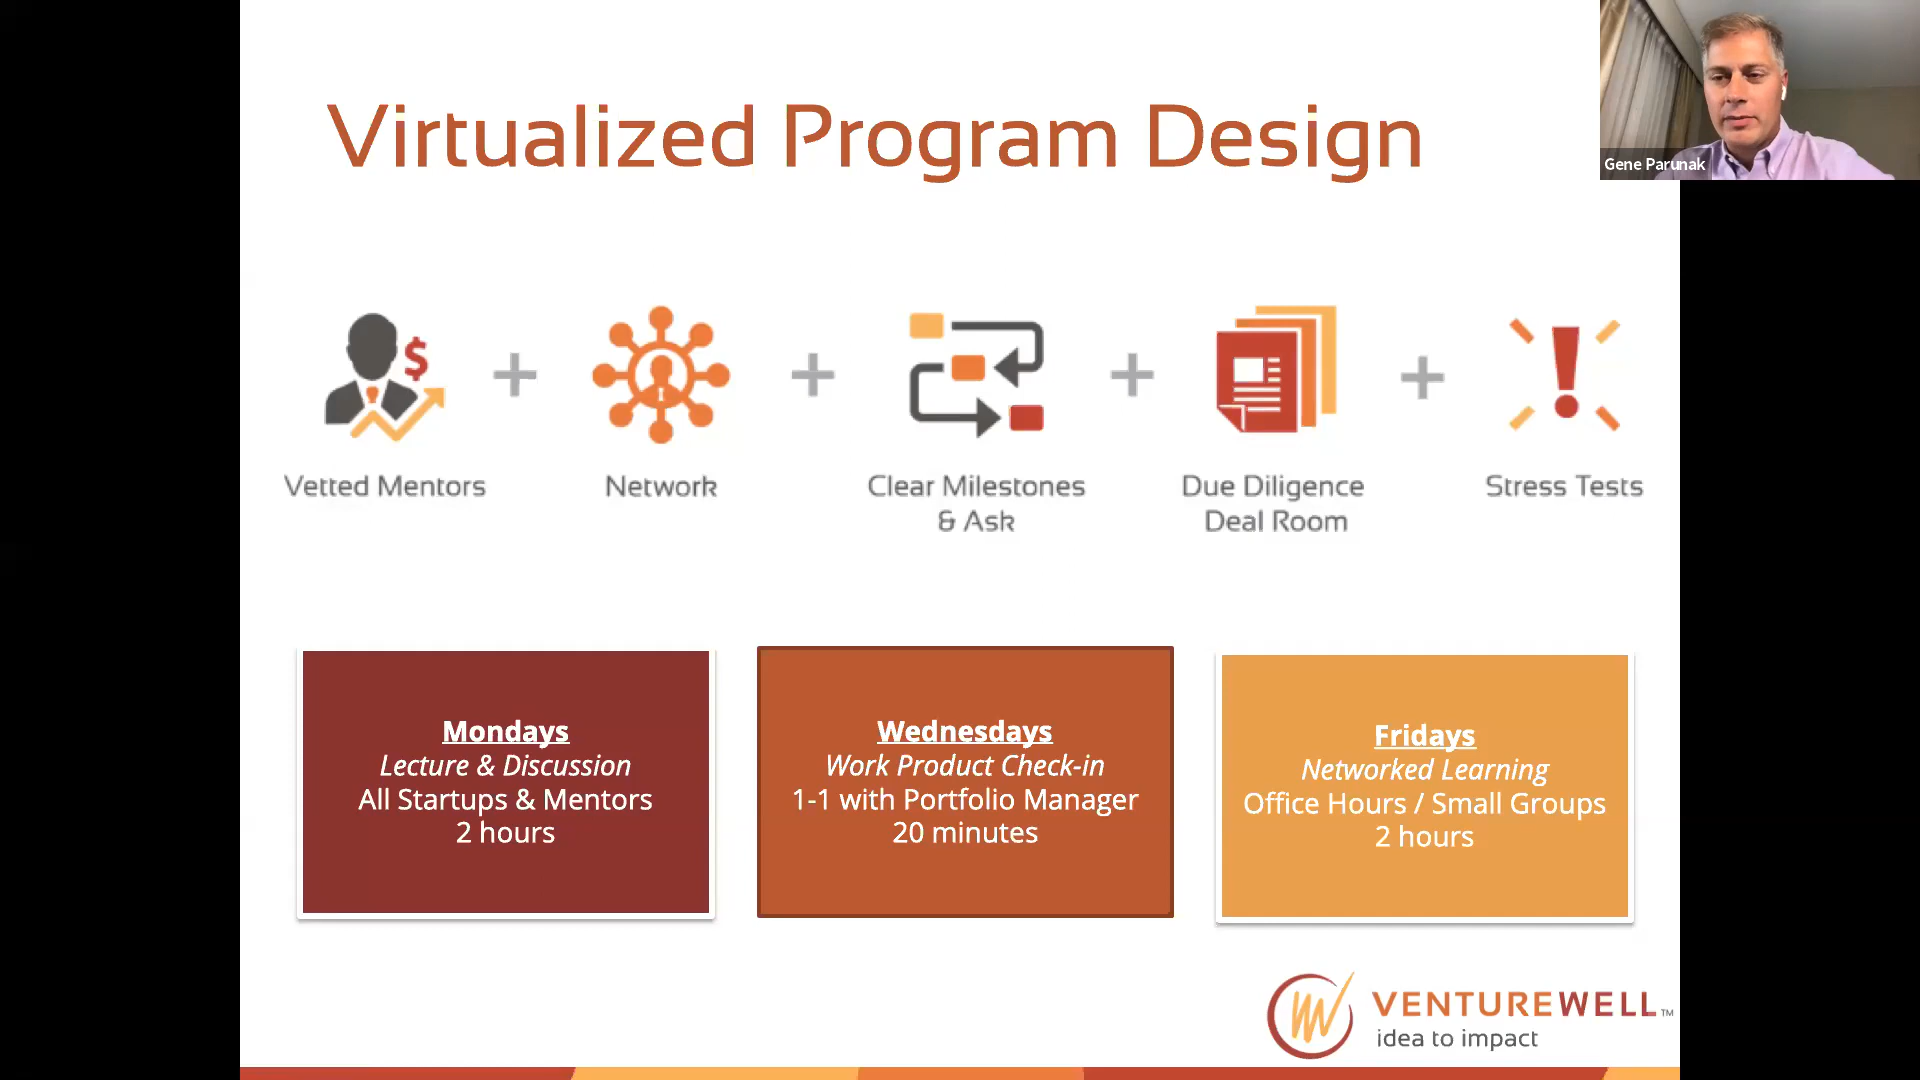 Virtualized Program Design
Gene Parunak
$
Vetted Mentors
Network
Clear Milestones
& Ask
Due Diligence
Deal Room
Stress Tests
Mondays
Lecture & Discussion
All Startups & Mentors
2 hours
Wednesdays
Work Product Check-in
1-1 with Portfolio Manager
20 minutes
Fridays
Networked Learning
Office Hours / Small Groups
2 hours
VENTUREWELL™
idea to impact